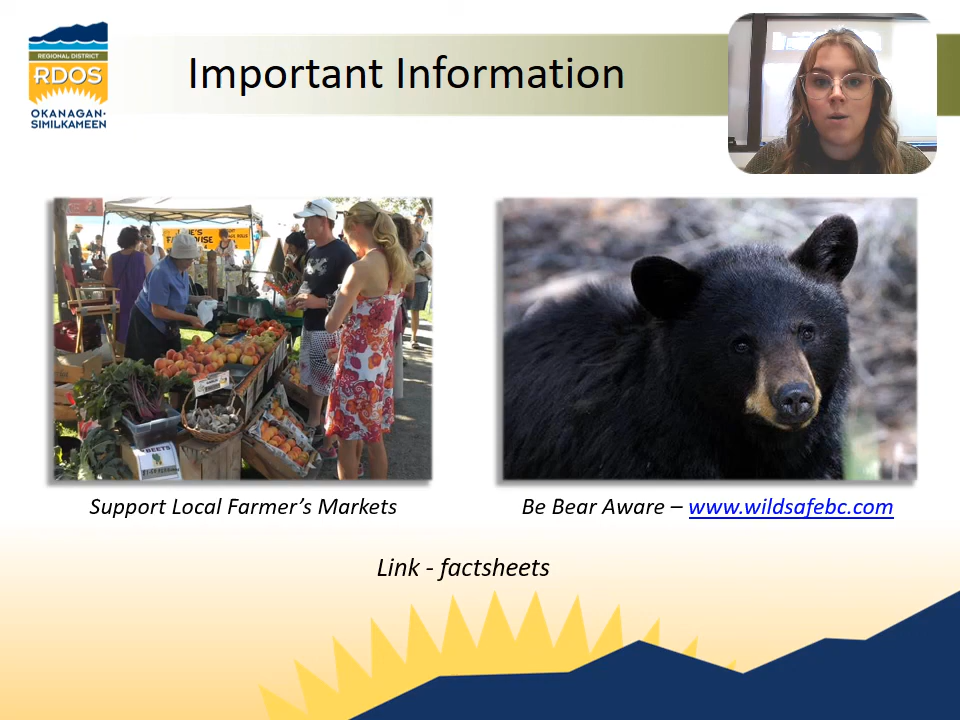 REGIONAL DISTRICT
RDOS
OKANAGAN-
SIMILKAMEEN
Important Information
BEETS
Support Local Farmer's Markets
Be Bear Aware – www.wildsafebc.com
Link - factsheets